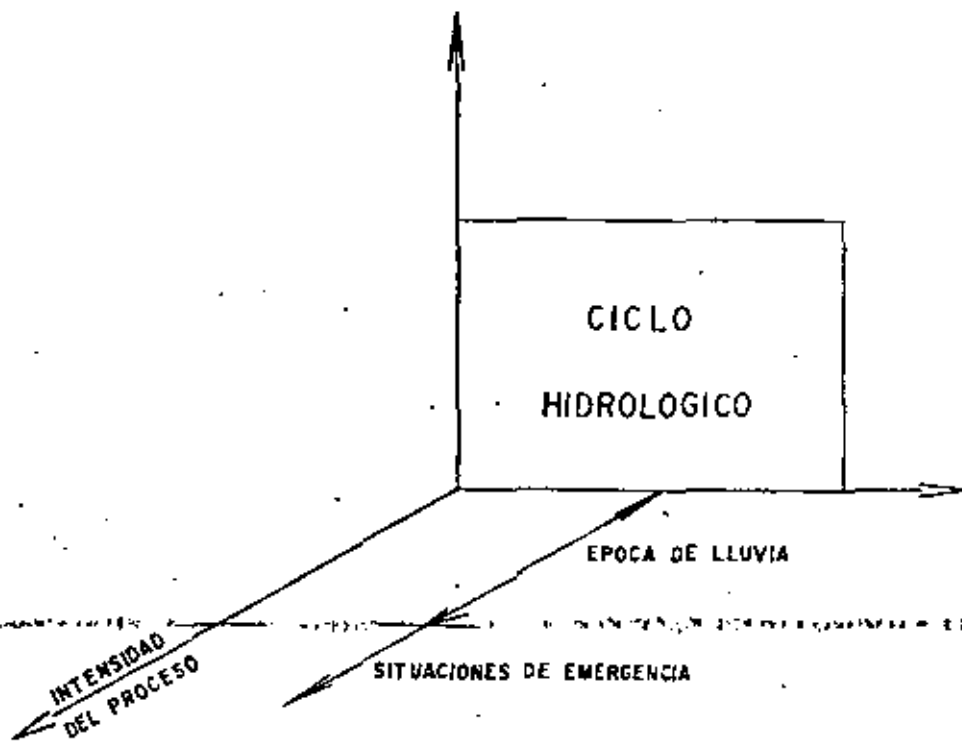 CICLO
HIDROLOGICO
EPOCA DE LLUVIA
SITUACIONES DE EMERGENCIA
INTENSIDAD
DEL PROCESO